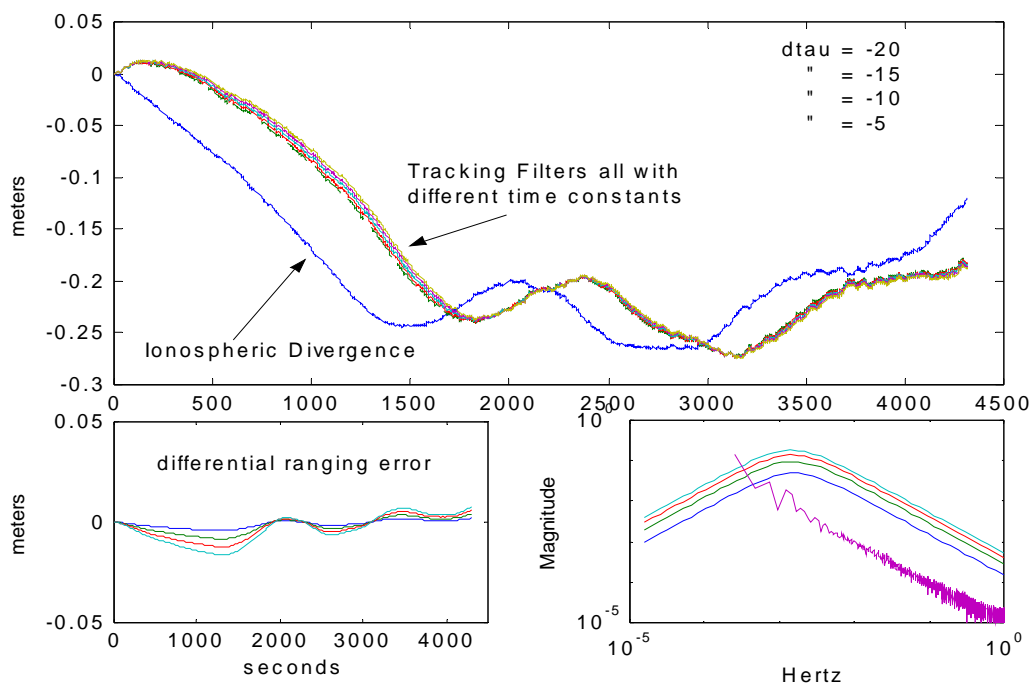 0.05
0
-0.05
-0.1
-0.15
-0.2
-0.25
-0.3
meters
dtau = -20
" = -15
" = -10
" = -5
Tracking Filters all with
different time constants
Ionospheric Divergence
0 500 1000 1500 2000 2500 3000 3500 4000 4500
0.05
0
-0.05
meters
differential ranging error
0 1000 2000 3000 4000
seconds
10^0
10^-5
Magnitude
10^-5 10^0
Hertz